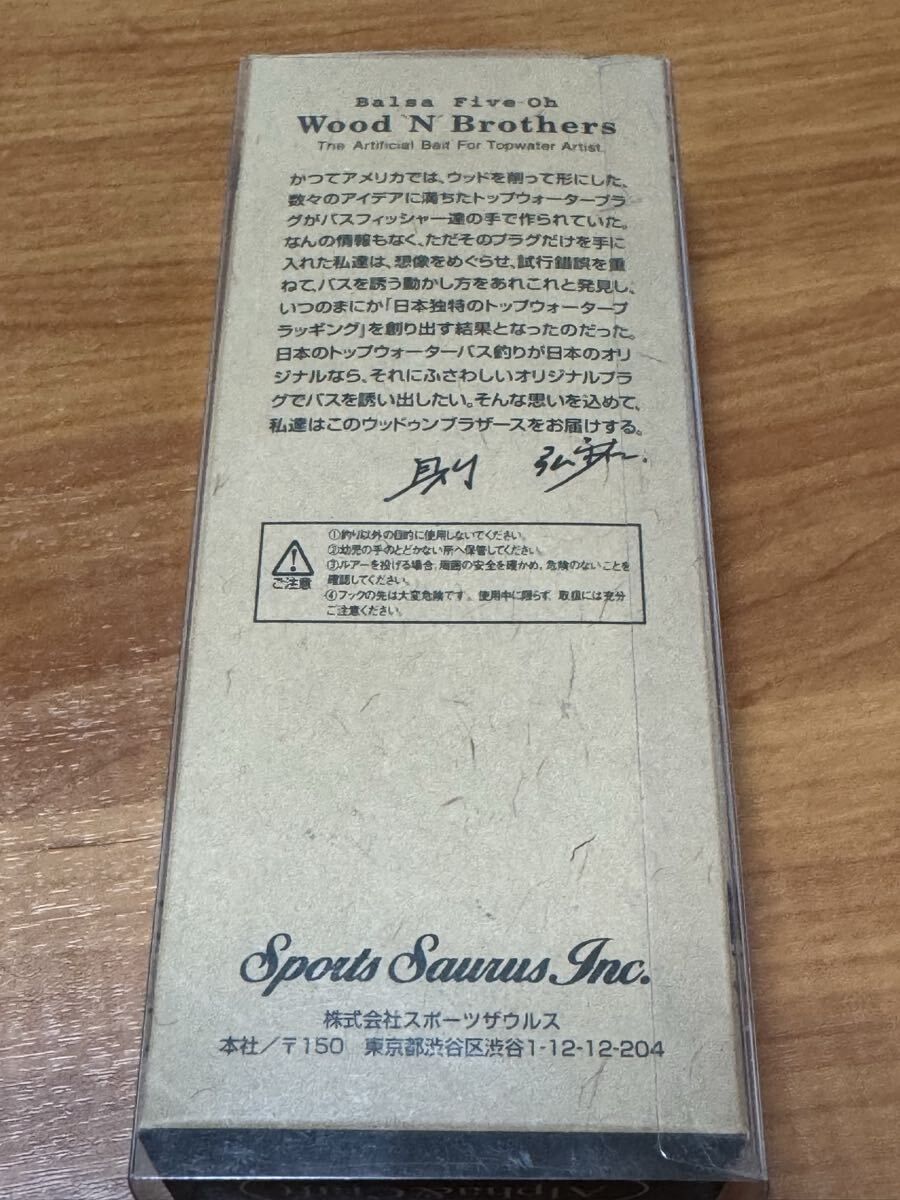 Balsa Five-Oh
Wood 'N' Brothers
The Artificial Bait For Topwater Artist.
かつてアメリカでは、ウッドを削って形にした、
数々のアイデアに満ちたトップウォータープラ
グがバスフィッシャー達の手で作られていた。
なんの情報もなく、ただそのプラグだけを手に
入れた私達は、想像をめぐらせ、試行錯誤を重
ねて、バスを誘う動かし方をあれこれと発見し、
いつのまにか「日本独特のトップウォータープ
ラッギング」を創り出す結果となったのだった。
日本のトップウォーターバス釣りが日本のオリ
ジナルなら、それにふさわしいオリジナルプラ
グでバスを誘い出したい。そんな思いを込めて、
私達はこのウッドゥンブラザースをお届けする。
ご注意
①釣り以外の目的に使用しないでください。
②幼児の手のとどかない所へ保管してください。
③ルアーを投げる場合、周囲の安全を確かめ、危険のないことを
確認してください。
④フックの先は大変危険です。使用中に限らず、取扱には充分
ご注意ください。
Sports Saurus Inc.
株式会社スポーツザウルス
本社／〒150 東京都渋谷区渋谷1-12-12-204
Alpha&Craft